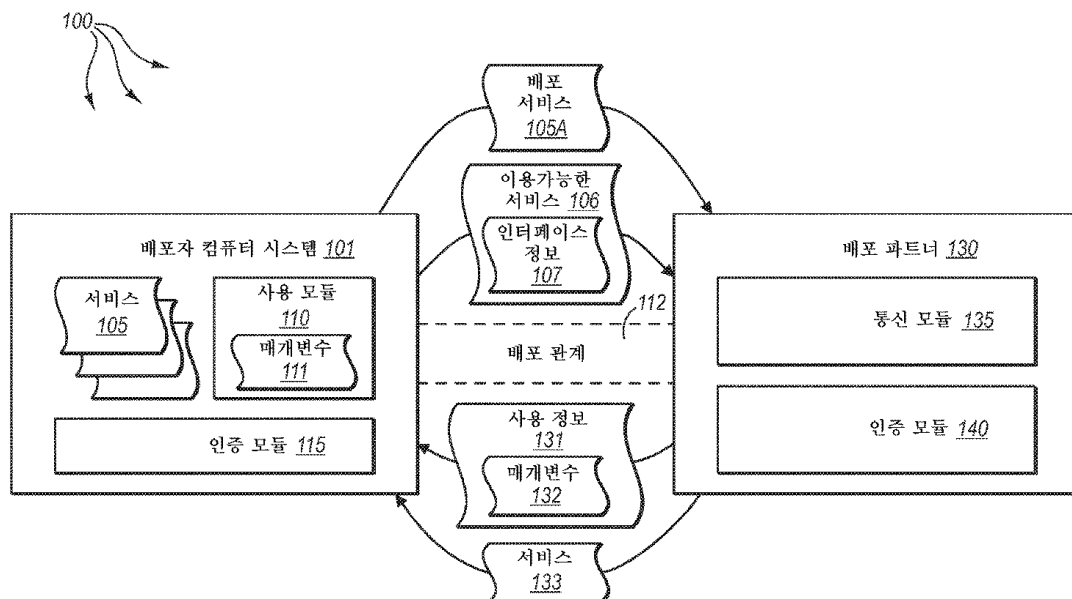 100
배포
서비스
105A
이용가능한
서비스 106
인터페이스
정보
107
배포자 컴퓨터 시스템 101
서비스
105
사용 모듈
110
매개변수
111
인증 모듈 115
112
배포 관계
배포 파트너 130
통신 모듈 135
인증 모듈 140
사용 정보
131
매개변수
132
서비스
133